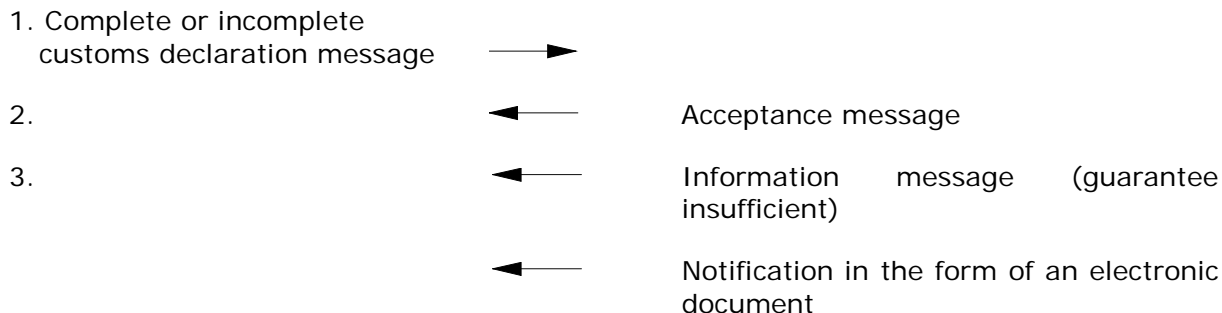 1. Complete or incomplete
customs declaration message
2.
Acceptance message
3.
Information message (guarantee
insufficient)
Notification in the form of an electronic
document